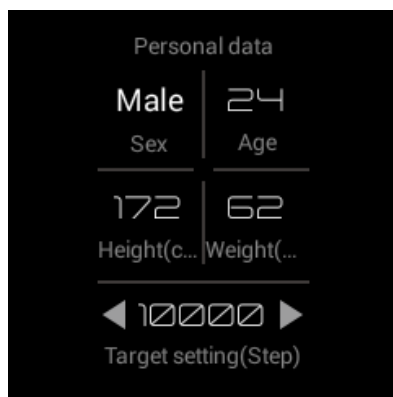 Personal data
Male 24
Sex Age
172 62
Height(c... Weight(...
10000
Target setting(Step)